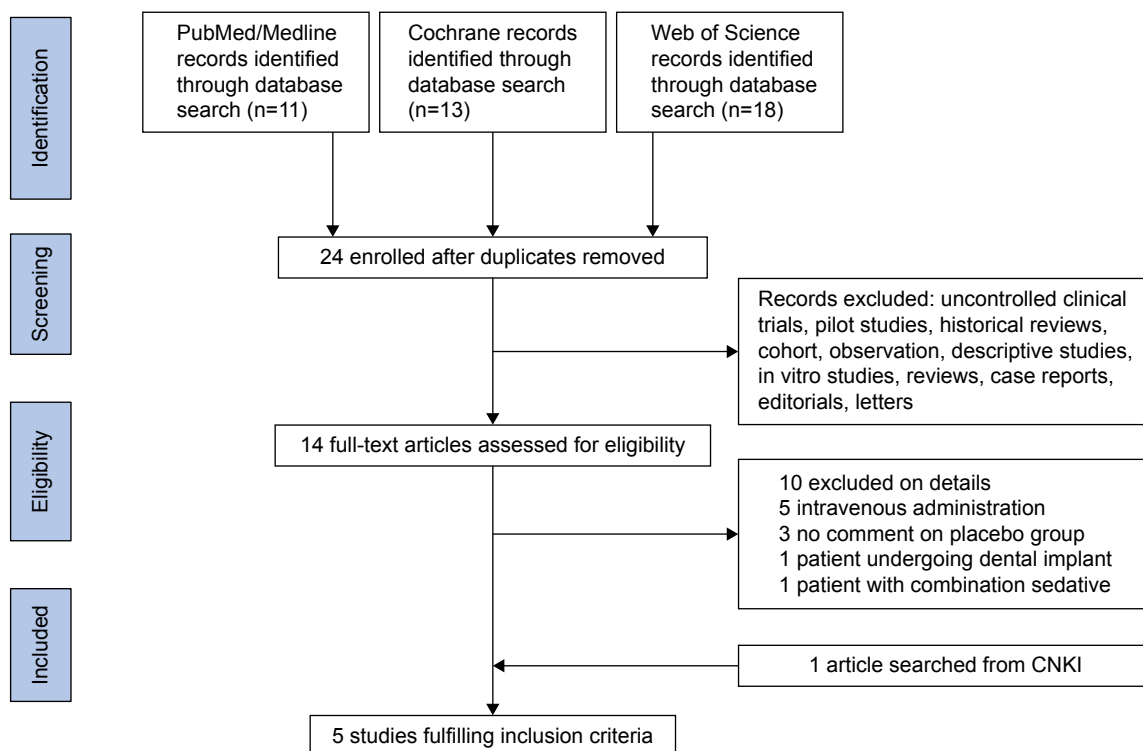 Identification
PubMed/Medline
records identified
through database
search (n=11)
Cochrane records
identified through
database search
(n=13)
Web of Science
records identified
through database
search (n=18)
Screening
24 enrolled after duplicates removed
Records excluded: uncontrolled clinical
trials, pilot studies, historical reviews,
cohort, observation, descriptive studies,
in vitro studies, reviews, case reports,
editorials, letters
Eligibility
14 full-text articles assessed for eligibility
10 excluded on details
5 intravenous administration
3 no comment on placebo group
1 patient undergoing dental implant
1 patient with combination sedative
Included
1 article searched from CNKI
5 studies fulfilling inclusion criteria